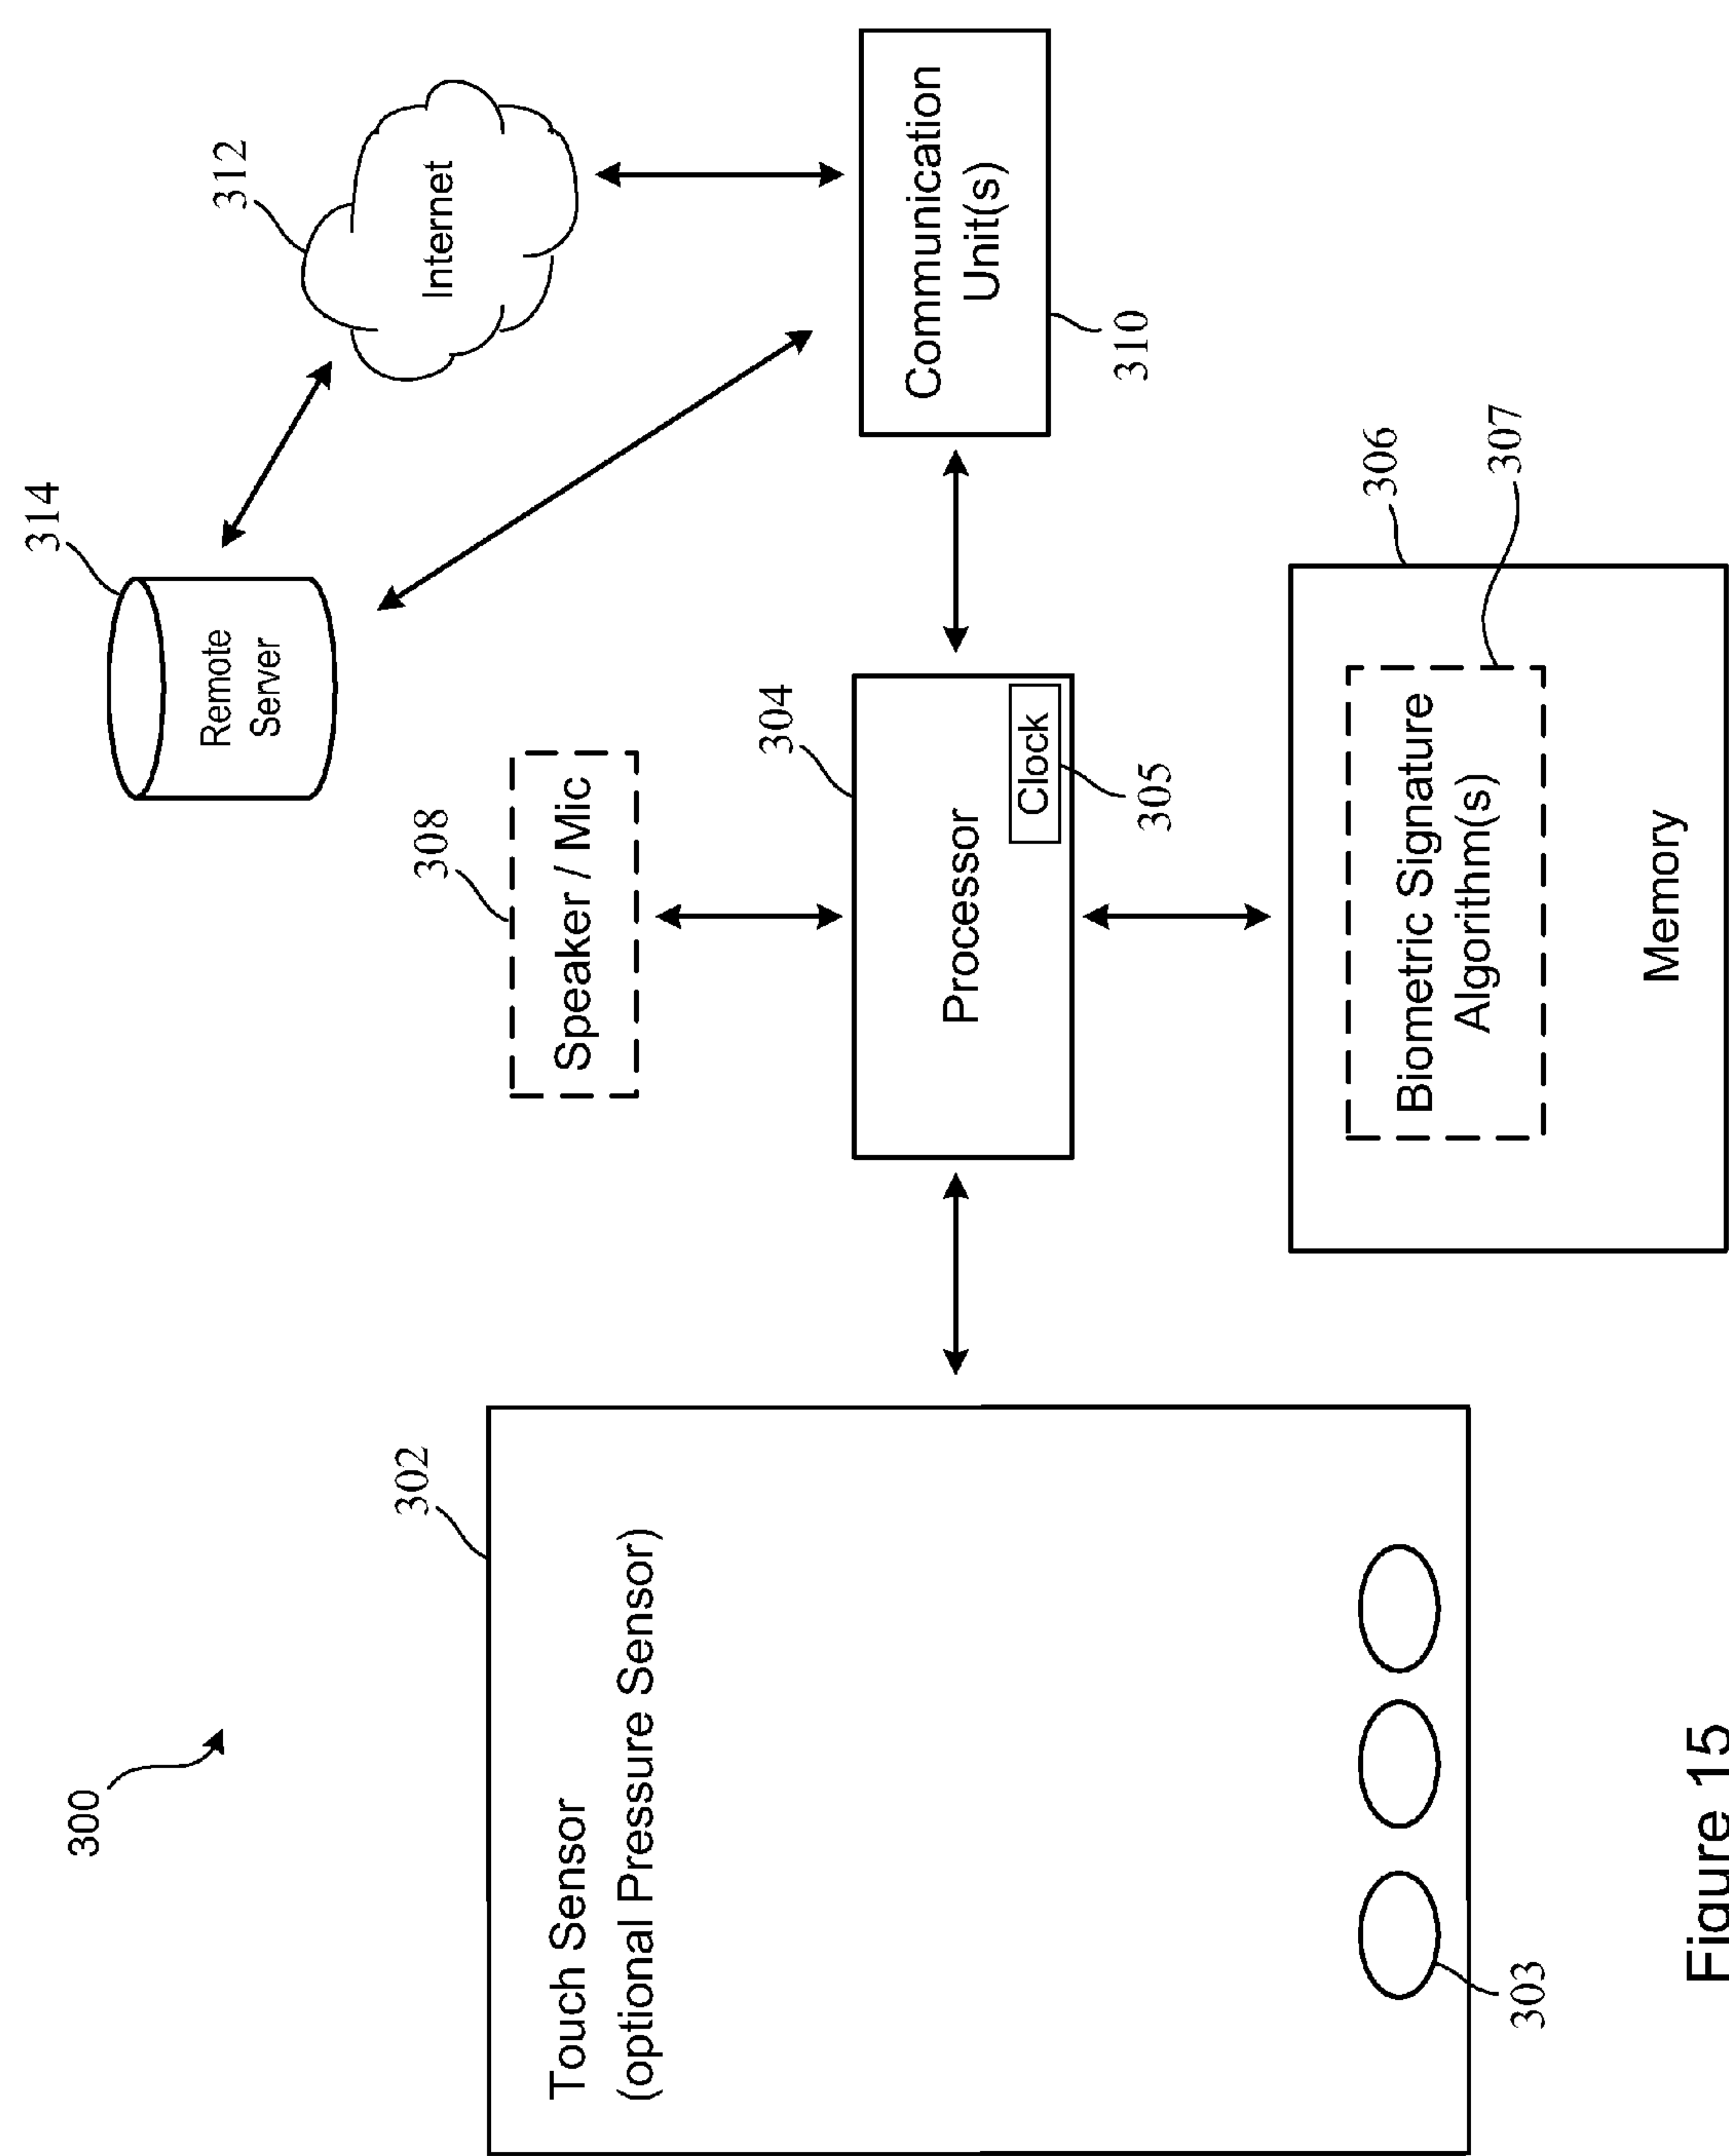 300
302
Touch Sensor
(optional Pressure Sensor)
303
308
Speaker / Mic
304
Processor
Clock
305
306
307
Biometric Signature
Algorithm(s)
Memory
314
Remote
Server
312
Internet
Communication
Unit(s)
310
Figure 15